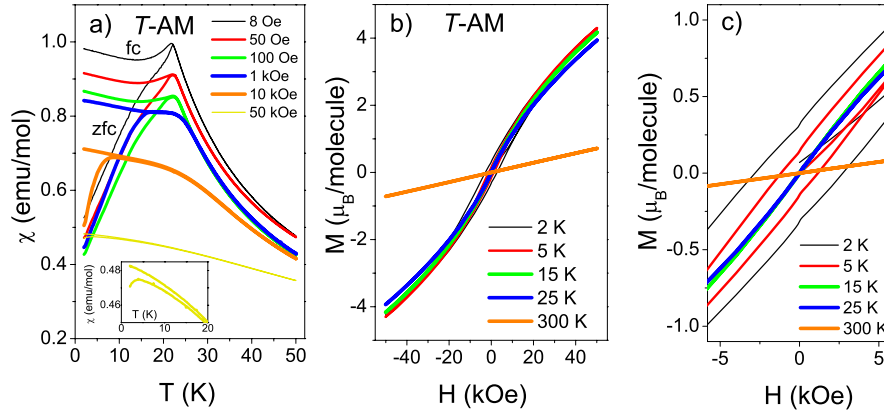 a)
T-AM
8 Oe
50 Oe
100 Oe
1 kOe
10 kOe
50 kOe
fc
zfc
χ (emu/mol)
1.0
0.8
0.6
0.4
0.2
0 10 20 30 40 50
T (K)
χ (emu/mol)
0.48
0.46
0 10 20
T (K)
b)
T-AM
M (μB/molecule)
4
2
0
-2
-4
-40 -20 0 20 40
H (kOe)
2 K
5 K
15 K
25 K
300 K
c)
M (μB/molecule)
1.0
0.5
0.0
-0.5
-1.0
-5 0 5
H (kOe)
2 K
5 K
15 K
25 K
300 K